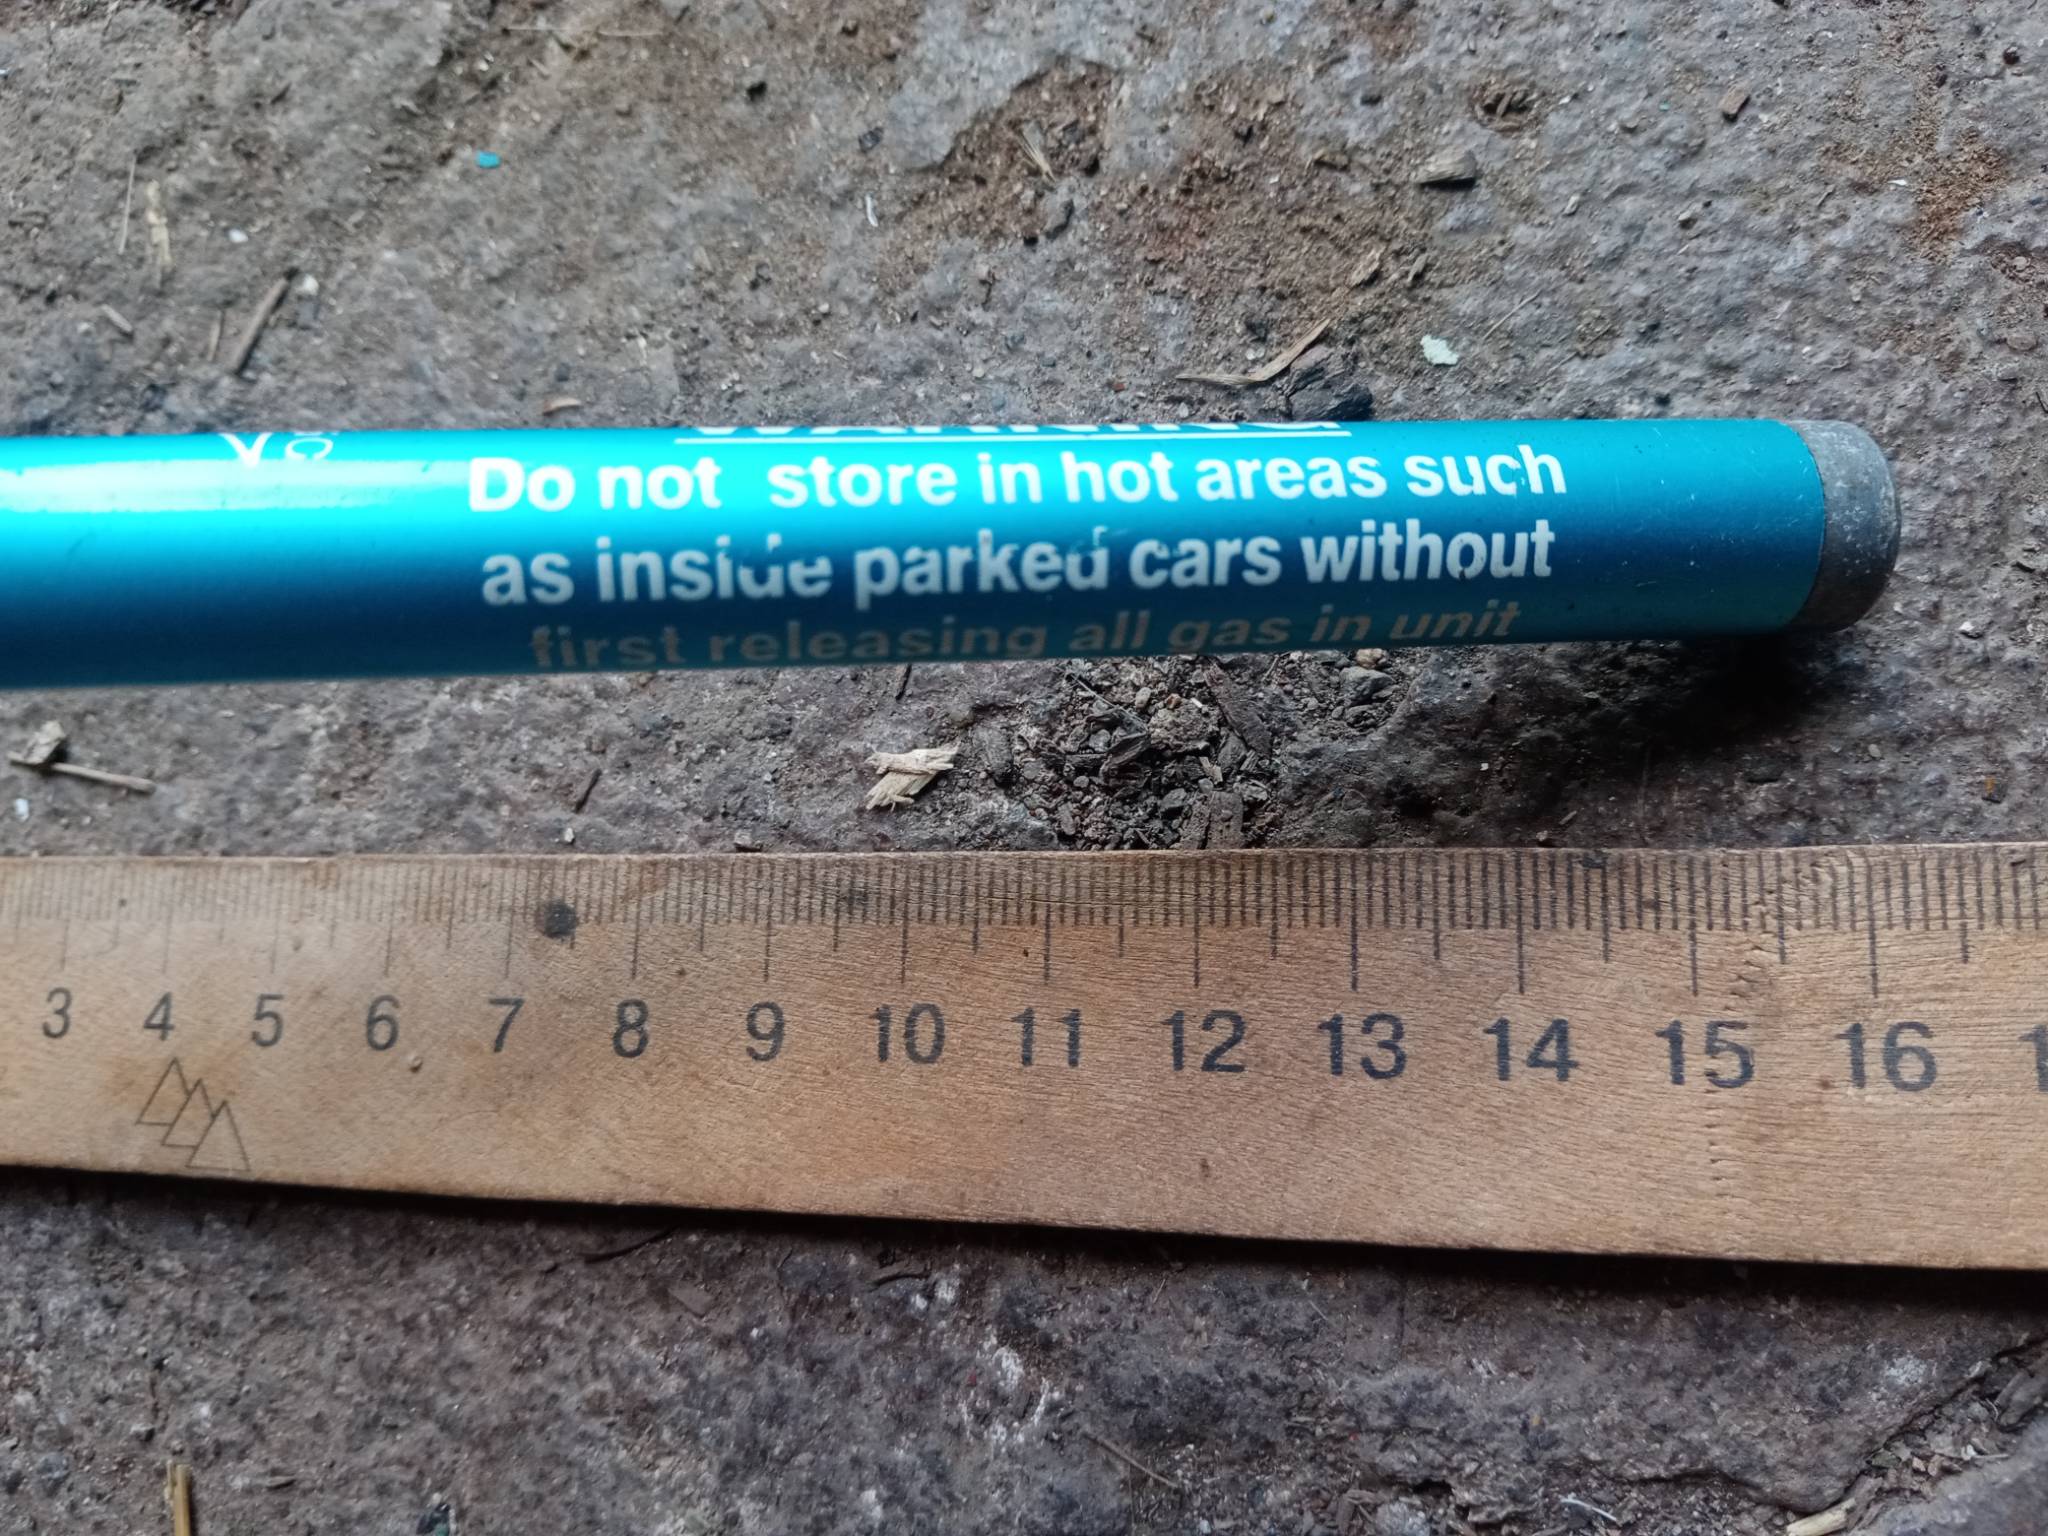 WARNING
Do not store in hot areas such
as inside parked cars without
first releasing all gas in unit
3 4 5 6 7 8 9 10 11 12 13 14 15 16